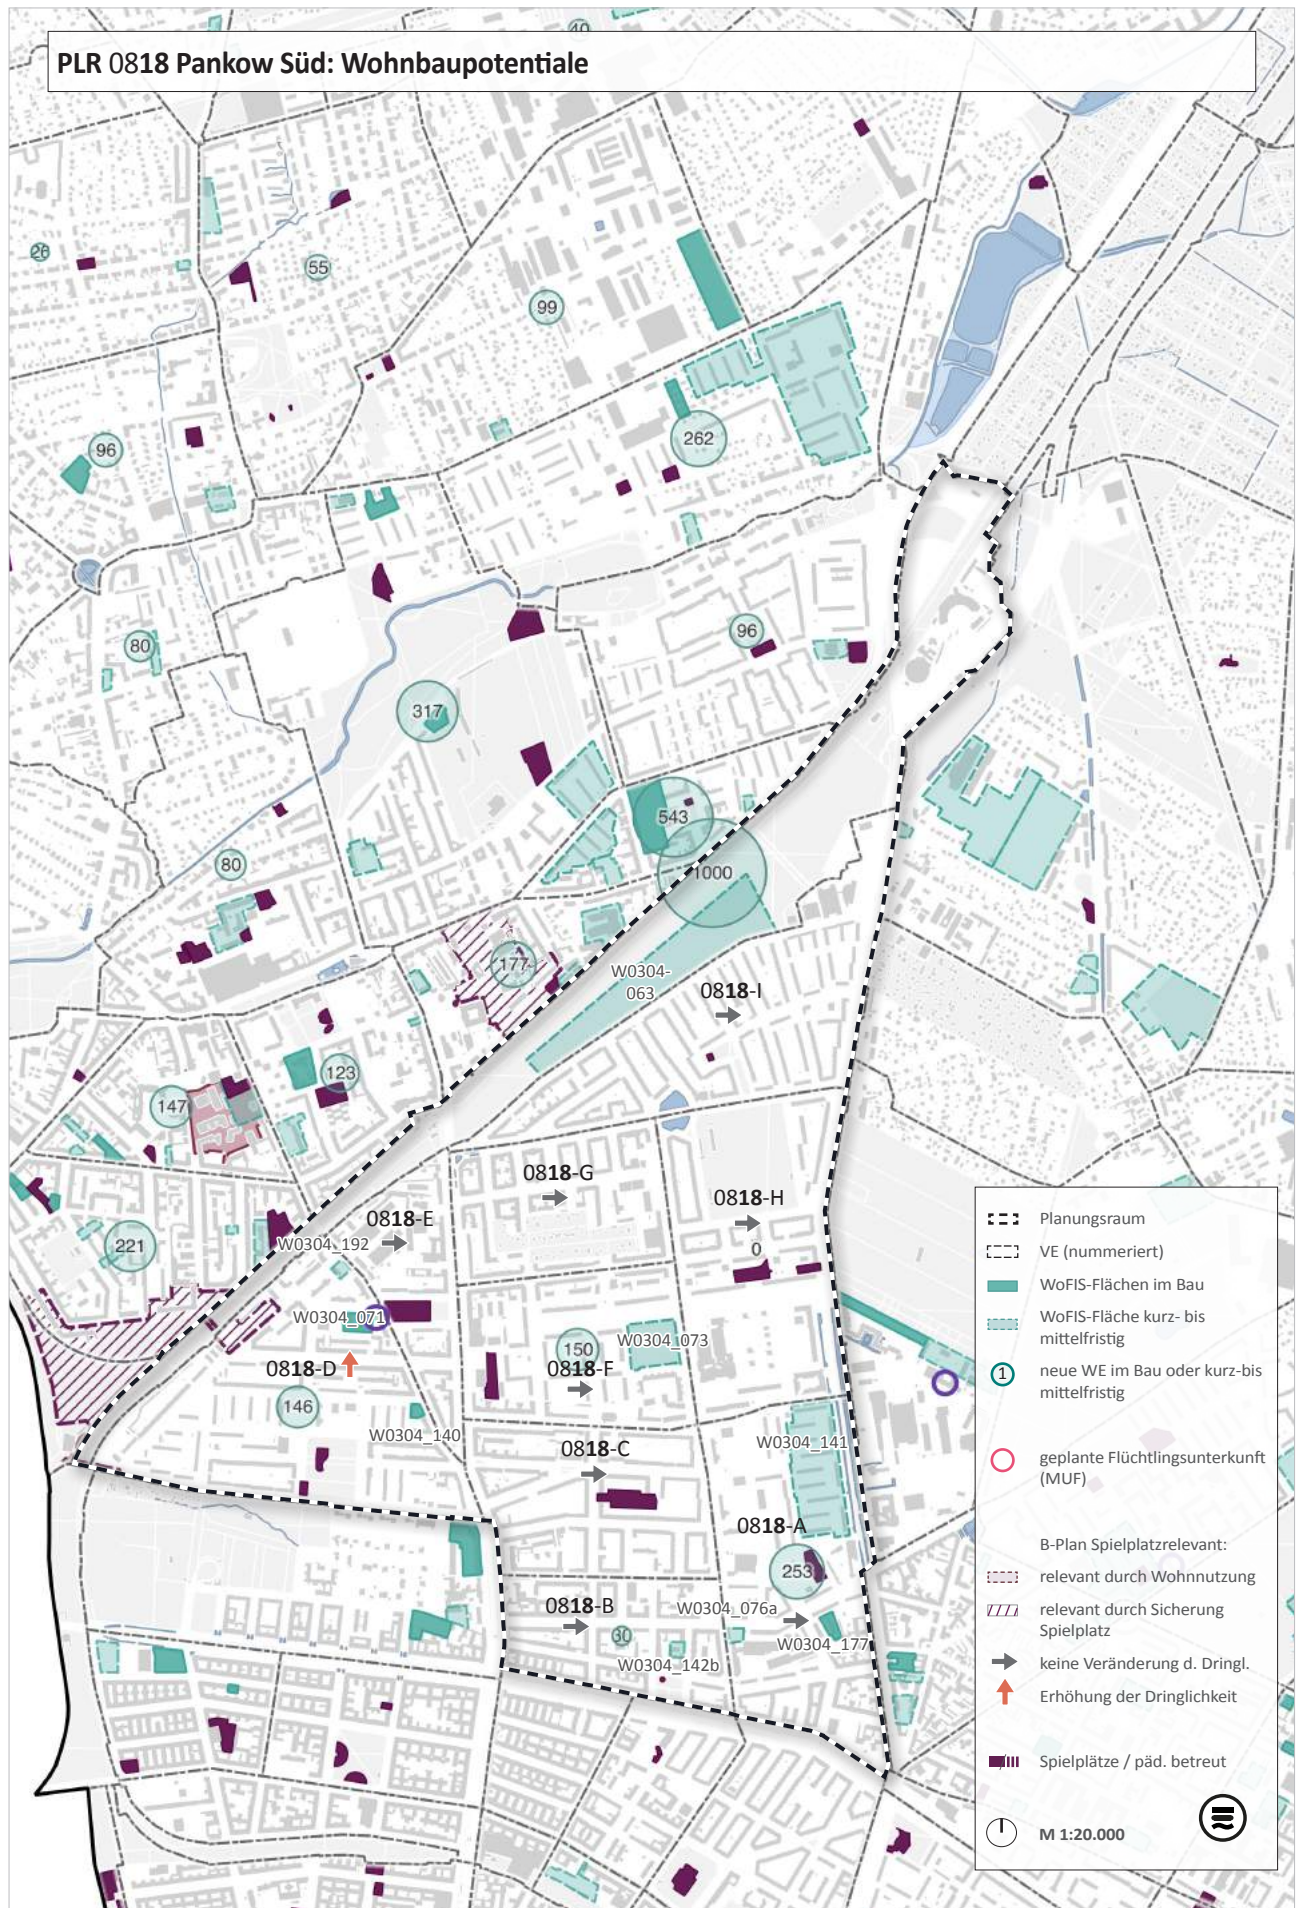 PLR 0818 Pankow Süd: Wohnbaupotentiale
40
26
55
99
96
262
80
96
317
80
543
1000
177
W0304-
063
0818-I
123
147
0818-G
0818-H
0818-E
221
W0304_192
0
W0304_071
150
W0304_073
0818-D
0818-F
146
W0304_140
W0304_141
0818-C
0818-A
253
0818-B
W0304_076a
30
W0304_177
W0304_142b
Planungsraum
VE (nummeriert)
WoFIS-Flächen im Bau
WoFIS-Fläche kurz- bis
mittelfristig
1
neue WE im Bau oder kurz-bis
mittelfristig
geplante Flüchtlingsunterkunft
(MUF)
B-Plan Spielplatzrelevant:
relevant durch Wohnnutzung
relevant durch Sicherung
Spielplatz
keine Veränderung d. Dringl.
Erhöhung der Dringlichkeit
Spielplätze / päd. betreut
M 1:20.000